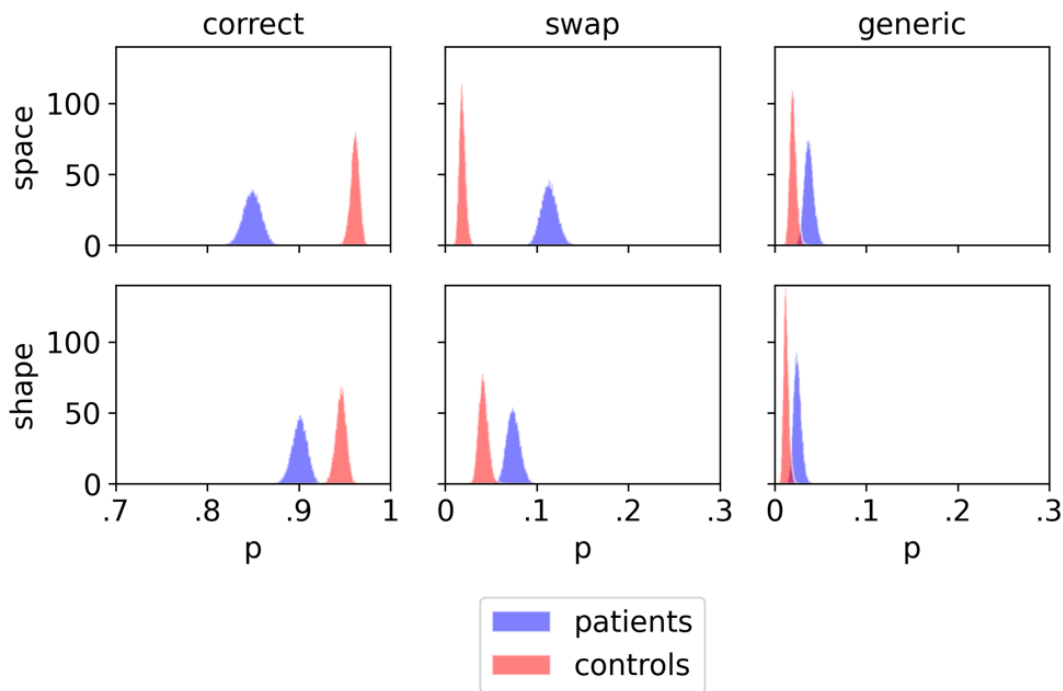 correct swap generic
space
100
50
0
shape
100
50
0
.7 .8 .9 1 0 .1 .2 .3 0 .1 .2 .3
p p p
patients
controls